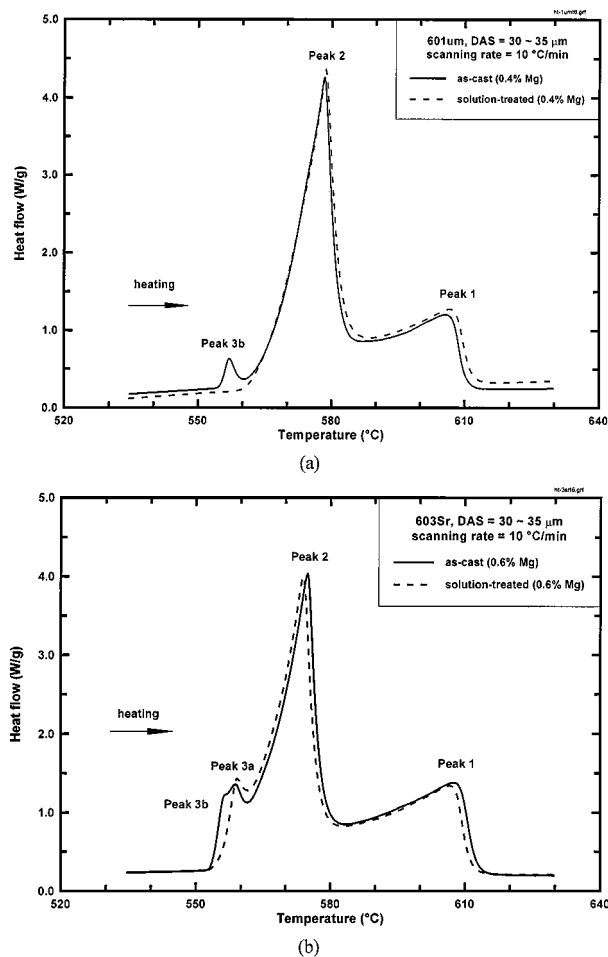 601um, DAS = 30 ~ 35 μm
scanning rate = 10 °C/min
as-cast (0.4% Mg)
solution-treated (0.4% Mg)
Peak 2
Peak 1
Peak 3b
heating
Heat flow (W/g)
5.0
4.0
3.0
2.0
1.0
0.0
520
550
580
610
640
Temperature (°C)
(a)
603Sr, DAS = 30 ~ 35 μm
scanning rate = 10 °C/min
as-cast (0.6% Mg)
solution-treated (0.6% Mg)
Peak 2
Peak 1
Peak 3a
Peak 3b
heating
Heat flow (W/g)
5.0
4.0
3.0
2.0
1.0
0.0
520
550
580
610
640
Temperature (°C)
(b)